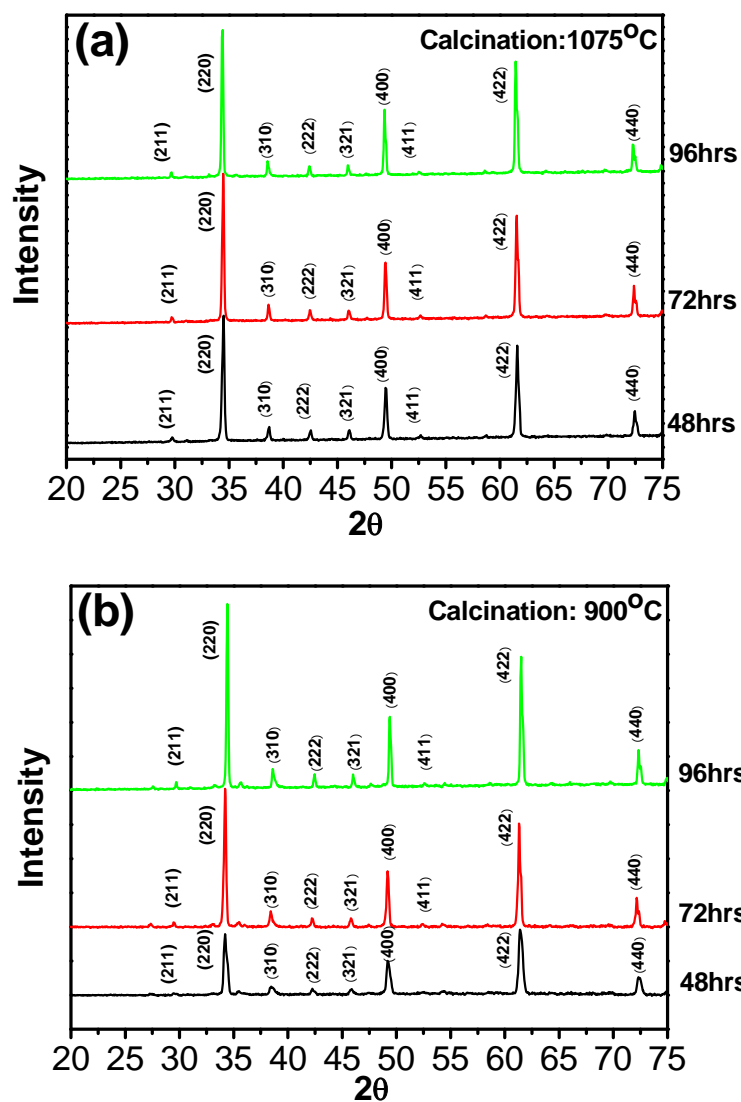 (a)
Calcination:1075°C
(211) (220) (310) (222) (321) (400) (411) (422) (440) 96hrs
(211) (220) (310) (222) (321) (400) (411) (422) (440) 72hrs
(211) (220) (310) (222) (321) (400) (411) (422) (440) 48hrs
Intensity
20 25 30 35 40 45 50 55 60 65 70 75
2θ
(b)
Calcination: 900°C
(211) (220) (310) (222) (321) (400) (411) (422) (440) 96hrs
(211) (220) (310) (222) (321) (400) (411) (422) (440) 72hrs
(211) (220) (310) (222) (321) (400) (422) (440) 48hrs
Intensity
20 25 30 35 40 45 50 55 60 65 70 75
2θ